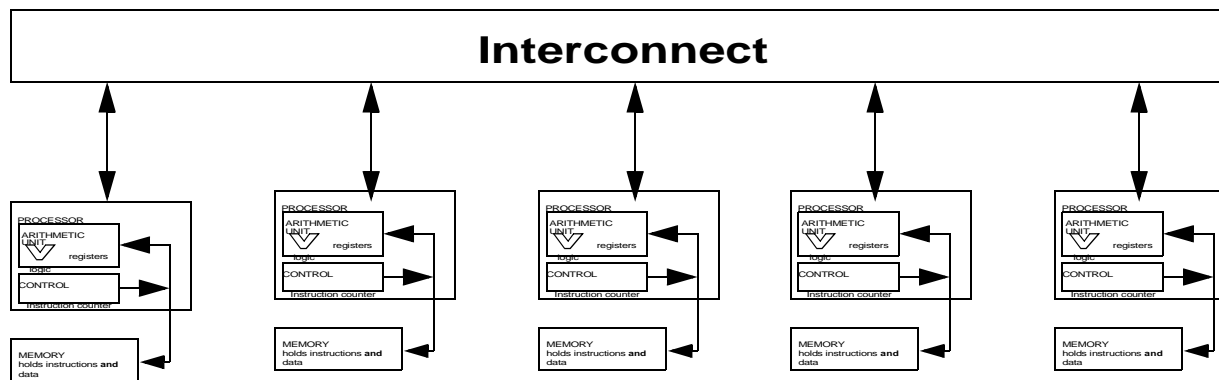 Interconnect
PROCESSOR
ARITHMETIC
UNIT
registers
logic
CONTROL
Instruction counter
MEMORY
holds instructions and
data
PROCESSOR
ARITHMETIC
UNIT
registers
logic
CONTROL
Instruction counter
MEMORY
holds instructions and
data
PROCESSOR
ARITHMETIC
UNIT
registers
logic
CONTROL
Instruction counter
MEMORY
holds instructions and
data
PROCESSOR
ARITHMETIC
UNIT
registers
logic
CONTROL
Instruction counter
MEMORY
holds instructions and
data
PROCESSOR
ARITHMETIC
UNIT
registers
logic
CONTROL
Instruction counter
MEMORY
holds instructions and
data